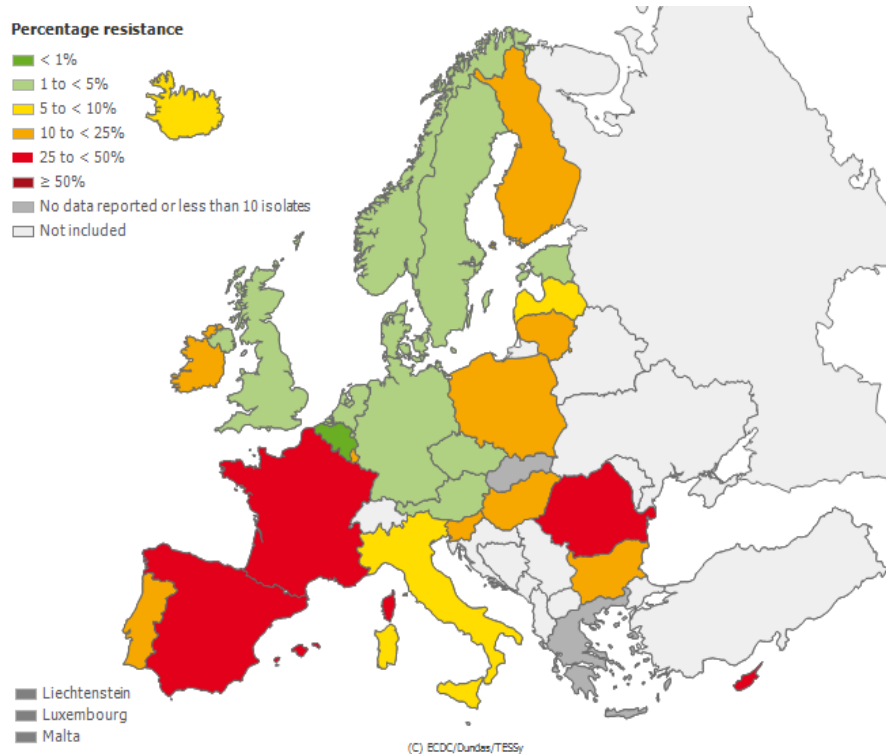 Percentage resistance
< 1%
1 to < 5%
5 to < 10%
10 to < 25%
25 to < 50%
≥ 50%
No data reported or less than 10 isolates
Not included
Liechtenstein
Luxembourg
Malta
(C) ECDC/Dundas/TESSy